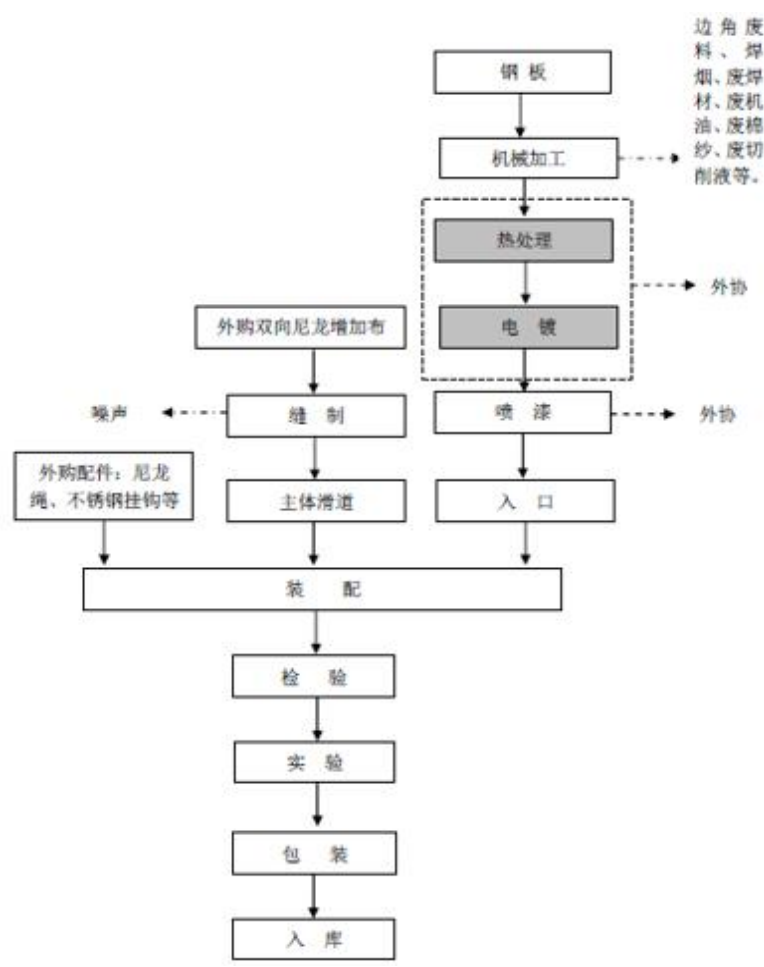 边角废
料、焊
烟、废焊
材、废机
油、废棉
纱、废切
削液等。
钢板
机械加工
热处理
外协
外购双向尼龙增加布
电 镀
噪声
缝 制
喷 漆
外协
外购配件：尼龙
绳、不锈钢挂钩等
主体滑道
入 口
装 配
检 验
实 验
包 装
入 库